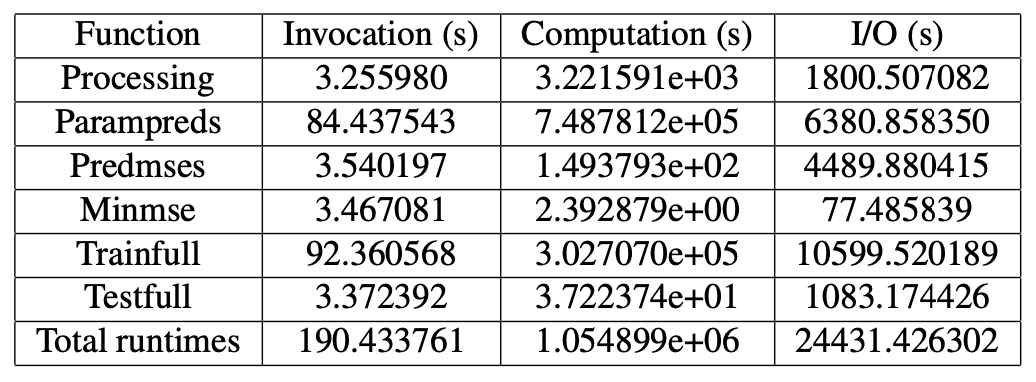 Function Invocation (s) Computation (s) I/O (s)
Processing 3.255980 3.221591e+03 1800.507082
Parampreds 84.437543 7.487812e+05 6380.858350
Predmses 3.540197 1.493793e+02 4489.880415
Minmse 3.467081 2.392879e+00 77.485839
Trainfull 92.360568 3.027070e+05 10599.520189
Testfull 3.372392 3.722374e+01 1083.174426
Total runtimes 190.433761 1.054899e+06 24431.426302